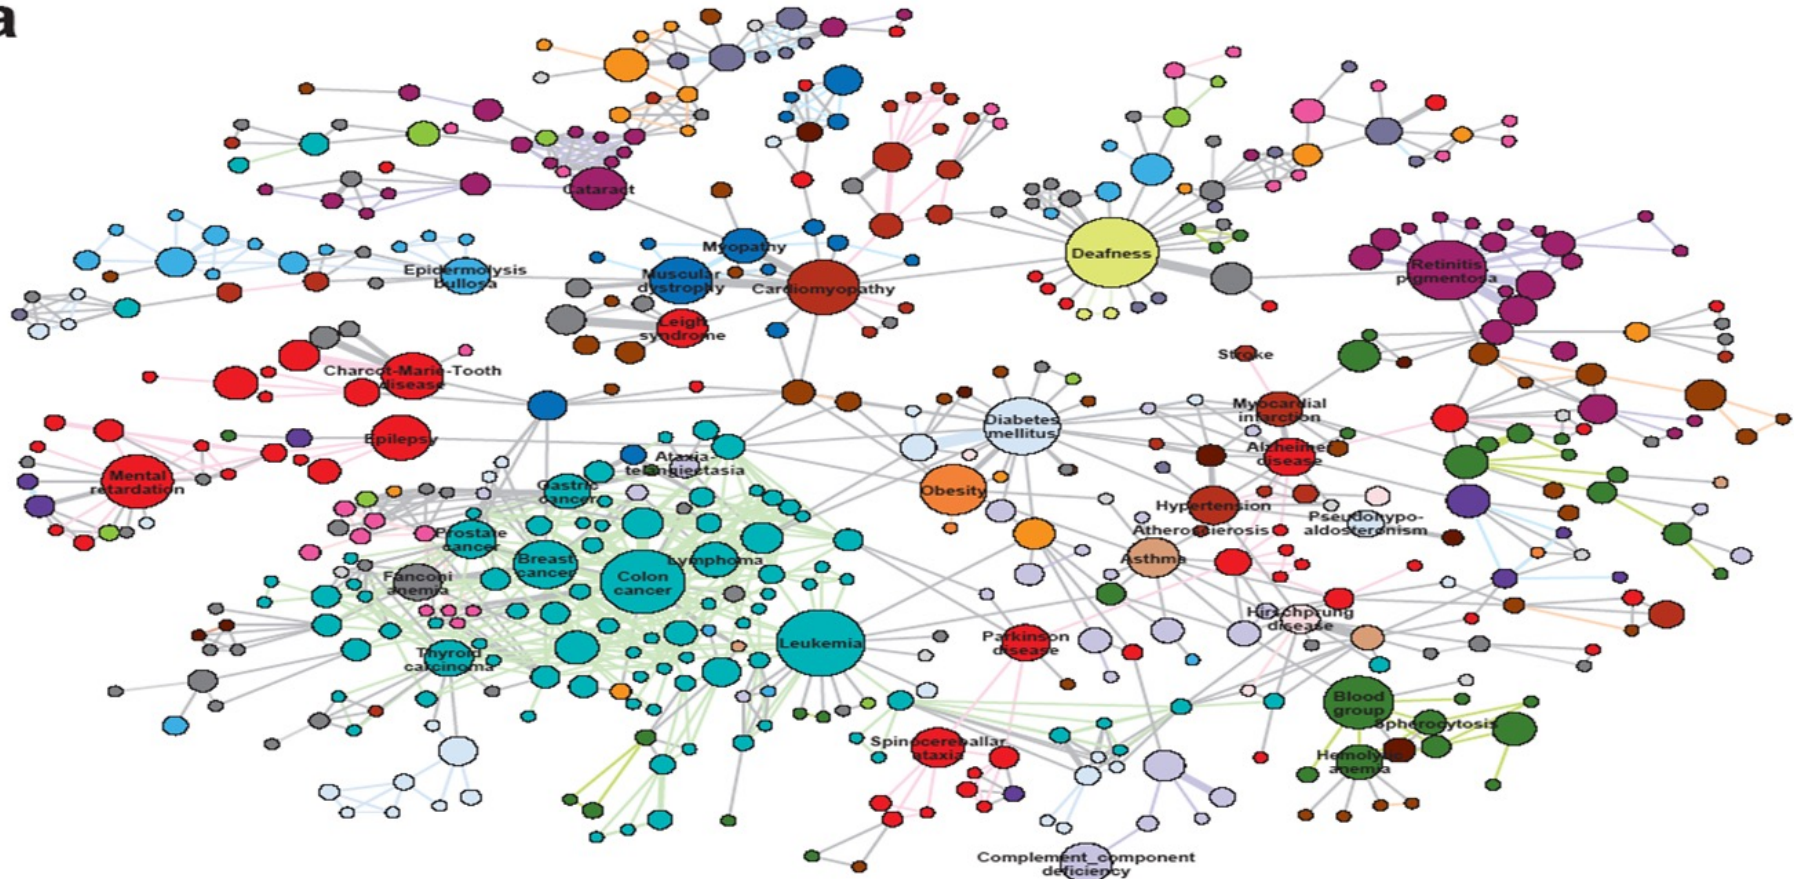 a
Cataract
Deafness
Myopathy
Epidermolysis
bullosa
Muscular
dystrophy
Cardiomyopathy
Retinitis
pigmentosa
Leigh
syndrome
Stroke
Charcot-Marie-Tooth
disease
Myocardial
infarction
Diabetes
mellitus
Epilepsy
Alzheimer
disease
Ataxia-
telangiectasia
Mental
retardation
Gastric
cancer
Obesity
Hypertension
Pseudohypo-
aldosteronism
Atherosclerosis
Prostate
cancer
Breast
cancer
Lymphoma
Asthma
Colon
cancer
Fanconi
anemia
Hirschprung
disease
Parkinson
disease
Leukemia
Thyroid
carcinoma
Blood
group
Spherocytosis
Spinocereballar
ataxia
Hemolytic
anemia
Complement_component
deficiency